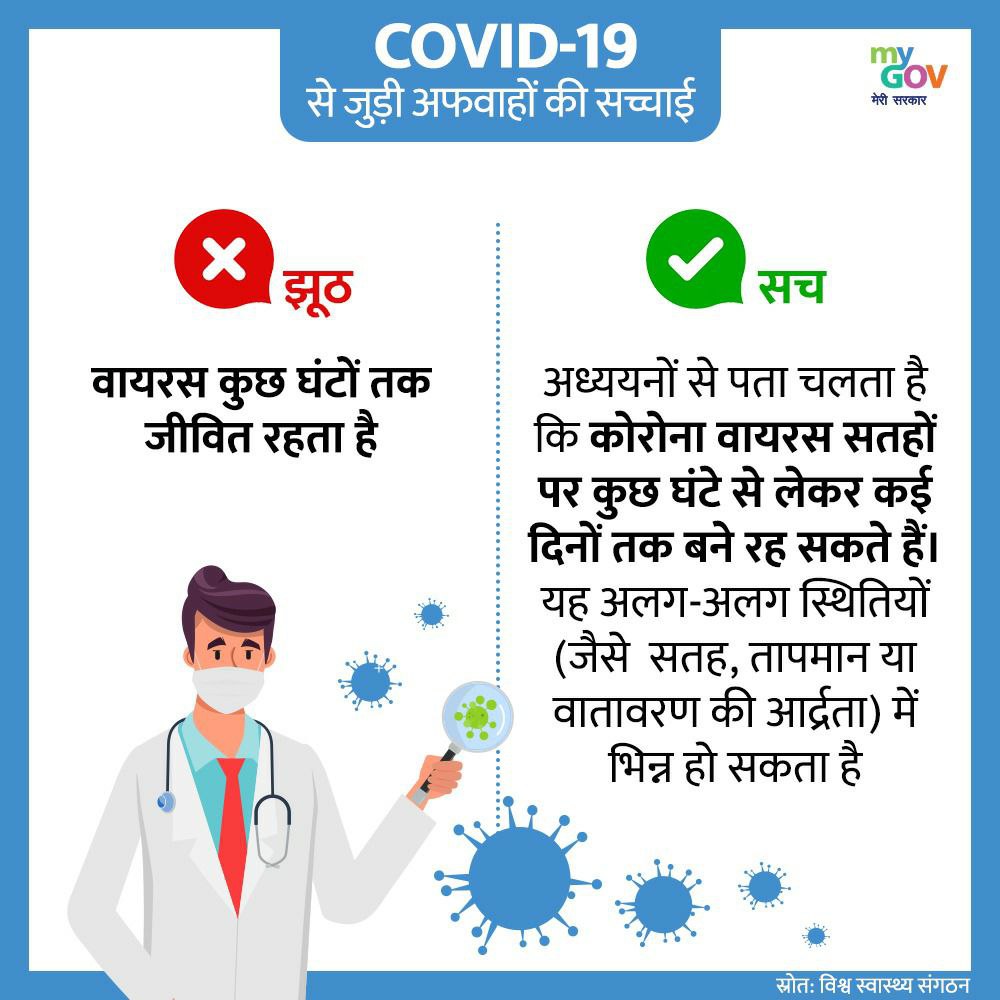 COVID-19
से जुड़ी अफवाहों की सच्चाई
my
GOV
मेरी सरकार
झूठ
वायरस कुछ घंटों तक
जीवित रहता है
सच
अध्ययनों से पता चलता है
कि कोरोना वायरस सतहों
पर कुछ घंटे से लेकर कई
दिनों तक बने रह सकते हैं।
यह अलग-अलग स्थितियों
(जैसे सतह, तापमान या
वातावरण की आर्द्रता) में
भिन्न हो सकता है
स्रोत: विश्व स्वास्थ्य संगठन